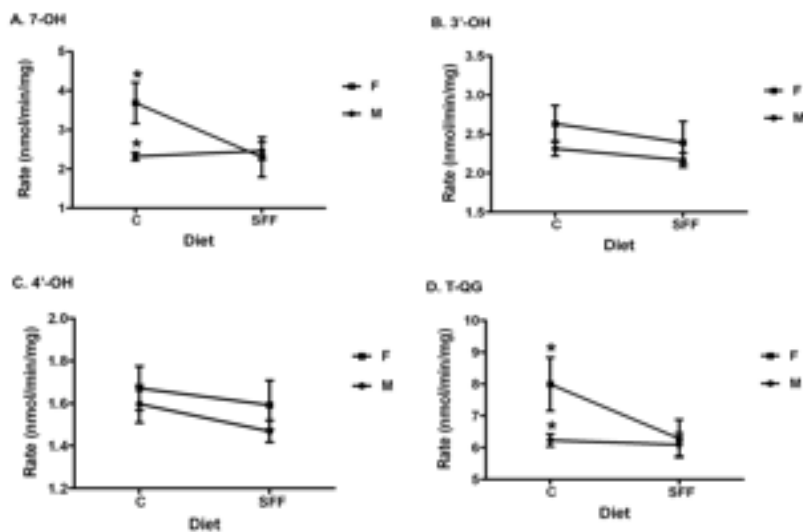 A. 7-OH
Rate (nmol/min/mg)
5
4
3
2
1
*
*
C
SFF
Diet
F
M
B. 3'-OH
Rate (nmol/min/mg)
3.5
3.0
2.5
2.0
1.5
C
SFF
Diet
F
M
C. 4'-OH
Rate (nmol/min/mg)
2.0
1.8
1.6
1.4
1.2
C
SFF
Diet
F
M
D. T-QG
Rate (nmol/min/mg)
10
9
8
7
6
5
*
*
C
SFF
Diet
F
M